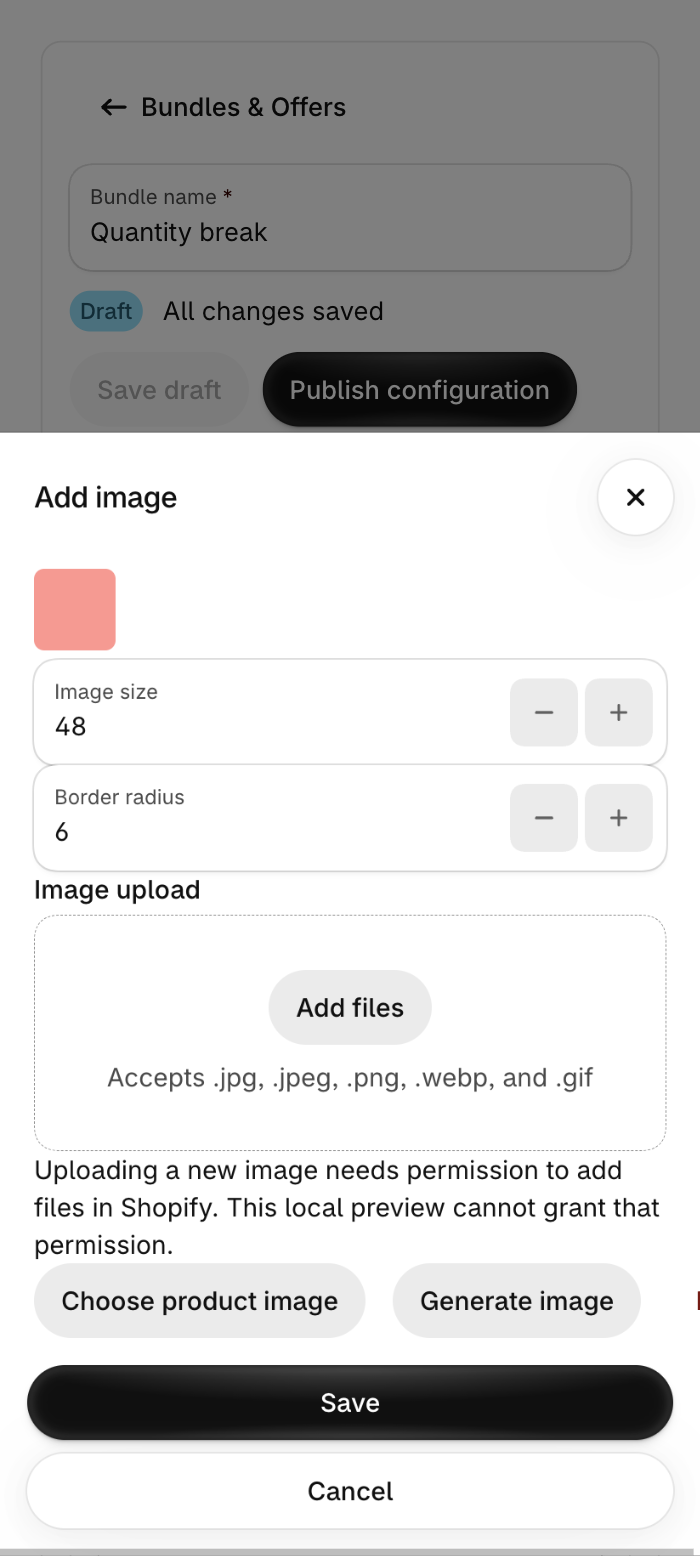 Bundles & Offers
Bundle name *
Quantity break
Draft All changes saved
Save draft Publish configuration
Add image
Image size
48
Border radius
6
Image upload
Add files
Accepts .jpg, .jpeg, .png, .webp, and .gif
Uploading a new image needs permission to add
files in Shopify. This local preview cannot grant that
permission.
Choose product image Generate image
Save
Cancel